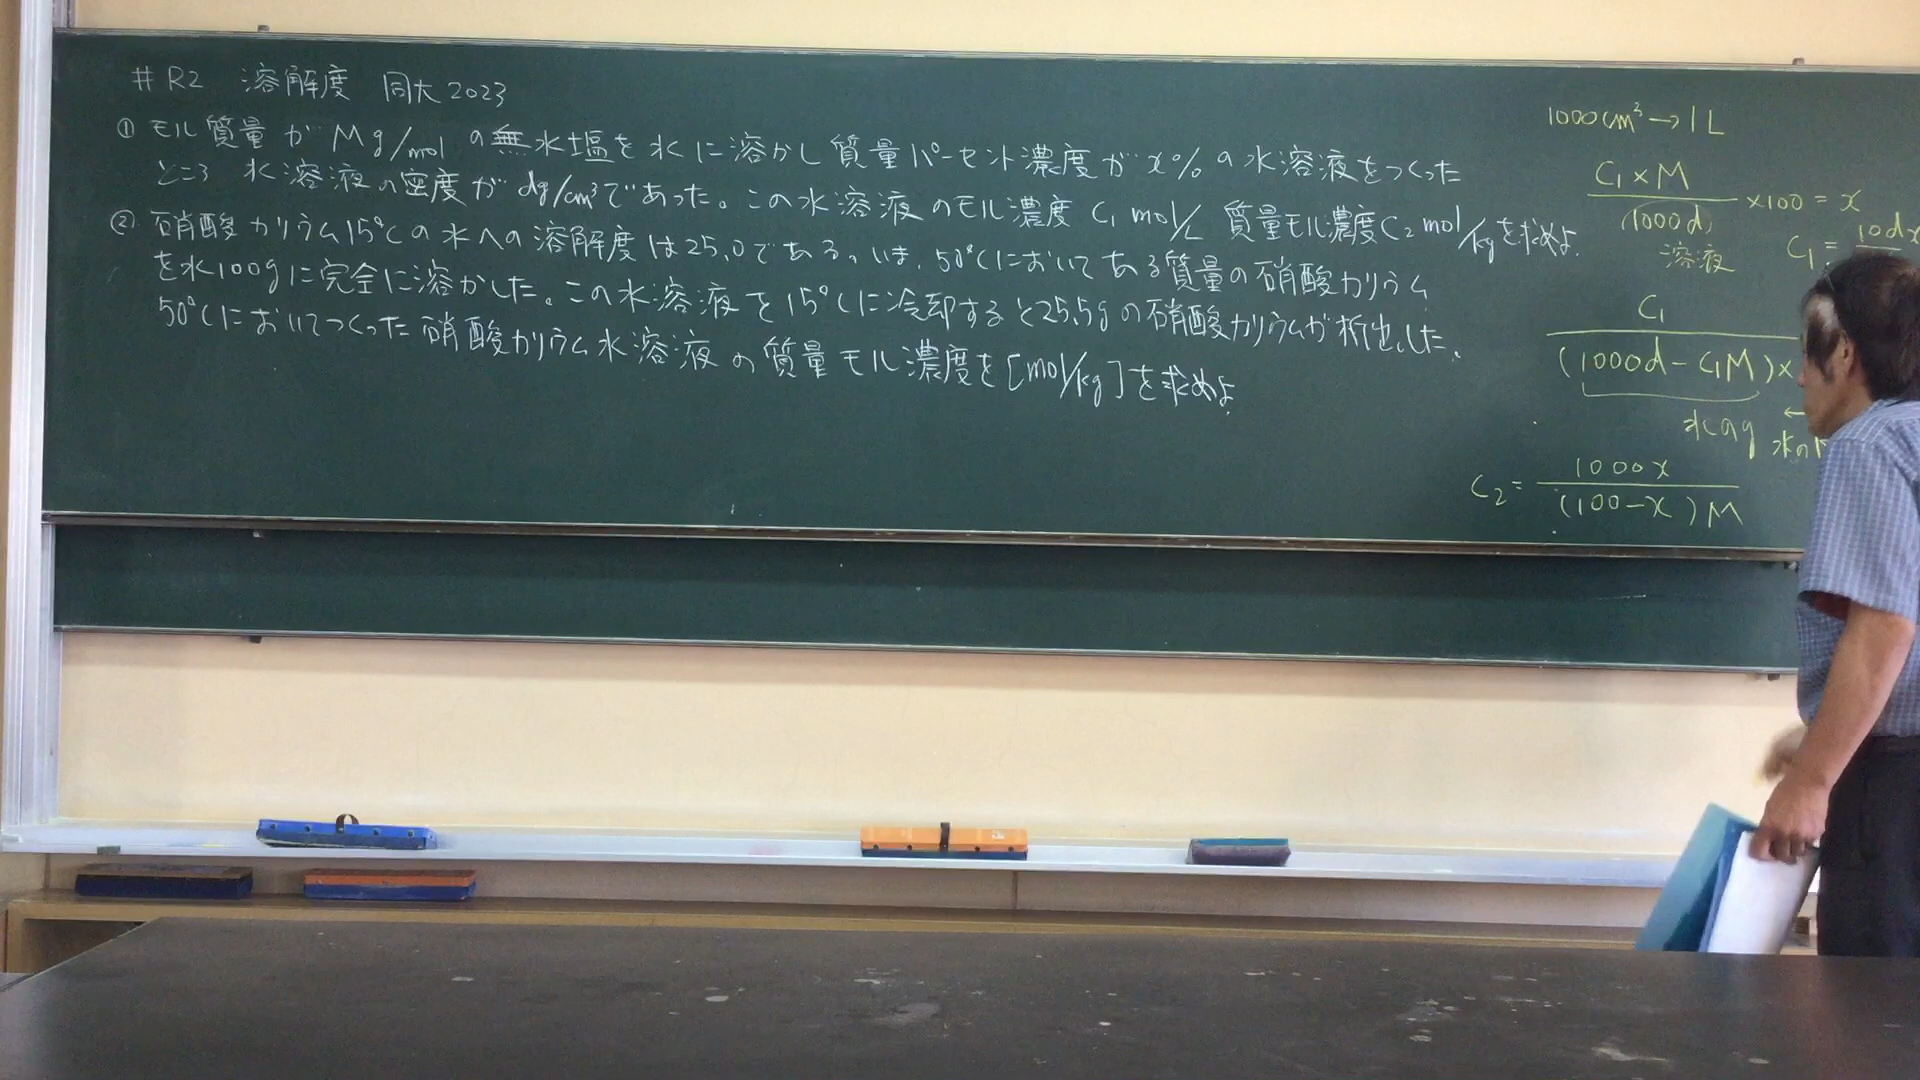 #R2 溶解度 同大2023
① モル質量が Mg/mol の無水塩を水に溶かし質量パーセント濃度がx%の水溶液をつくった
ところ 水溶液の密度がdg/cm³であった。この水溶液のモル濃度 C₁ mol/L 質量モル濃度C₂ mol/kgを求めよ.
② 硝酸カリウム15℃の水への溶解度は25.0である。いま、50℃においてある質量の硝酸カリウム
を水100gに完全に溶かした。この水溶液を15℃に冷却すると25.5gの硝酸カリウムが析出した.
50℃においてつくった硝酸カリウム水溶液の質量モル濃度を[mol/kg]を求めよ.
1000cm³→1L
C₁×M
―――― ×100=x
(1000d)
溶液
C₁= 10dx
C₁
――――
(1000d-C₁M)×
水のg ← 水の
C₂= 1000x
――――
(100-x)M